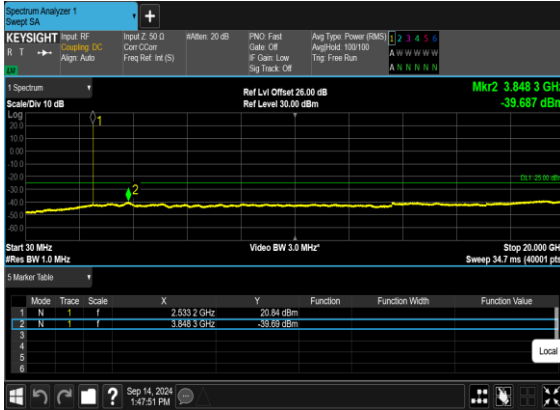 Spectrum Analyzer 1
Swept SA
+
KEYSIGHT Input: RF Input Z: 50 Ω #Atten: 20 dB PNO: Fast Avg Type: Power (RMS) 1 2 3 4 5 6
R T Coupling: DC Corr CCorr Gate: Off Avg|Hold: 100/100 A W W W W W
Align: Auto Freq Ref: Int (S) IF Gain: Low Trig: Free Run
Sig Track: Off A N N N N N
1 Spectrum Ref Lvl Offset 26.00 dB Mkr2 3.848 3 GHz
Scale/Div 10 dB Ref Level 30.00 dBm -39.687 dBm
Log
20.0 1
10.0
0.00
-10.0
-20.0 DL1 -25.00 dBm
-30.0 2
-40.0
-50.0
-60.0
Start 30 MHz Video BW 3.0 MHz* Stop 20.000 GHz
#Res BW 1.0 MHz Sweep 34.7 ms (40001 pts)
5 Marker Table
Mode Trace Scale X Y Function Function Width Function Value
1 N 1 f 2.533 2 GHz 20.84 dBm
2 N 1 f 3.848 3 GHz -39.69 dBm
3
4
5
6
Local
? Sep 14, 2024
1:47:51 PM